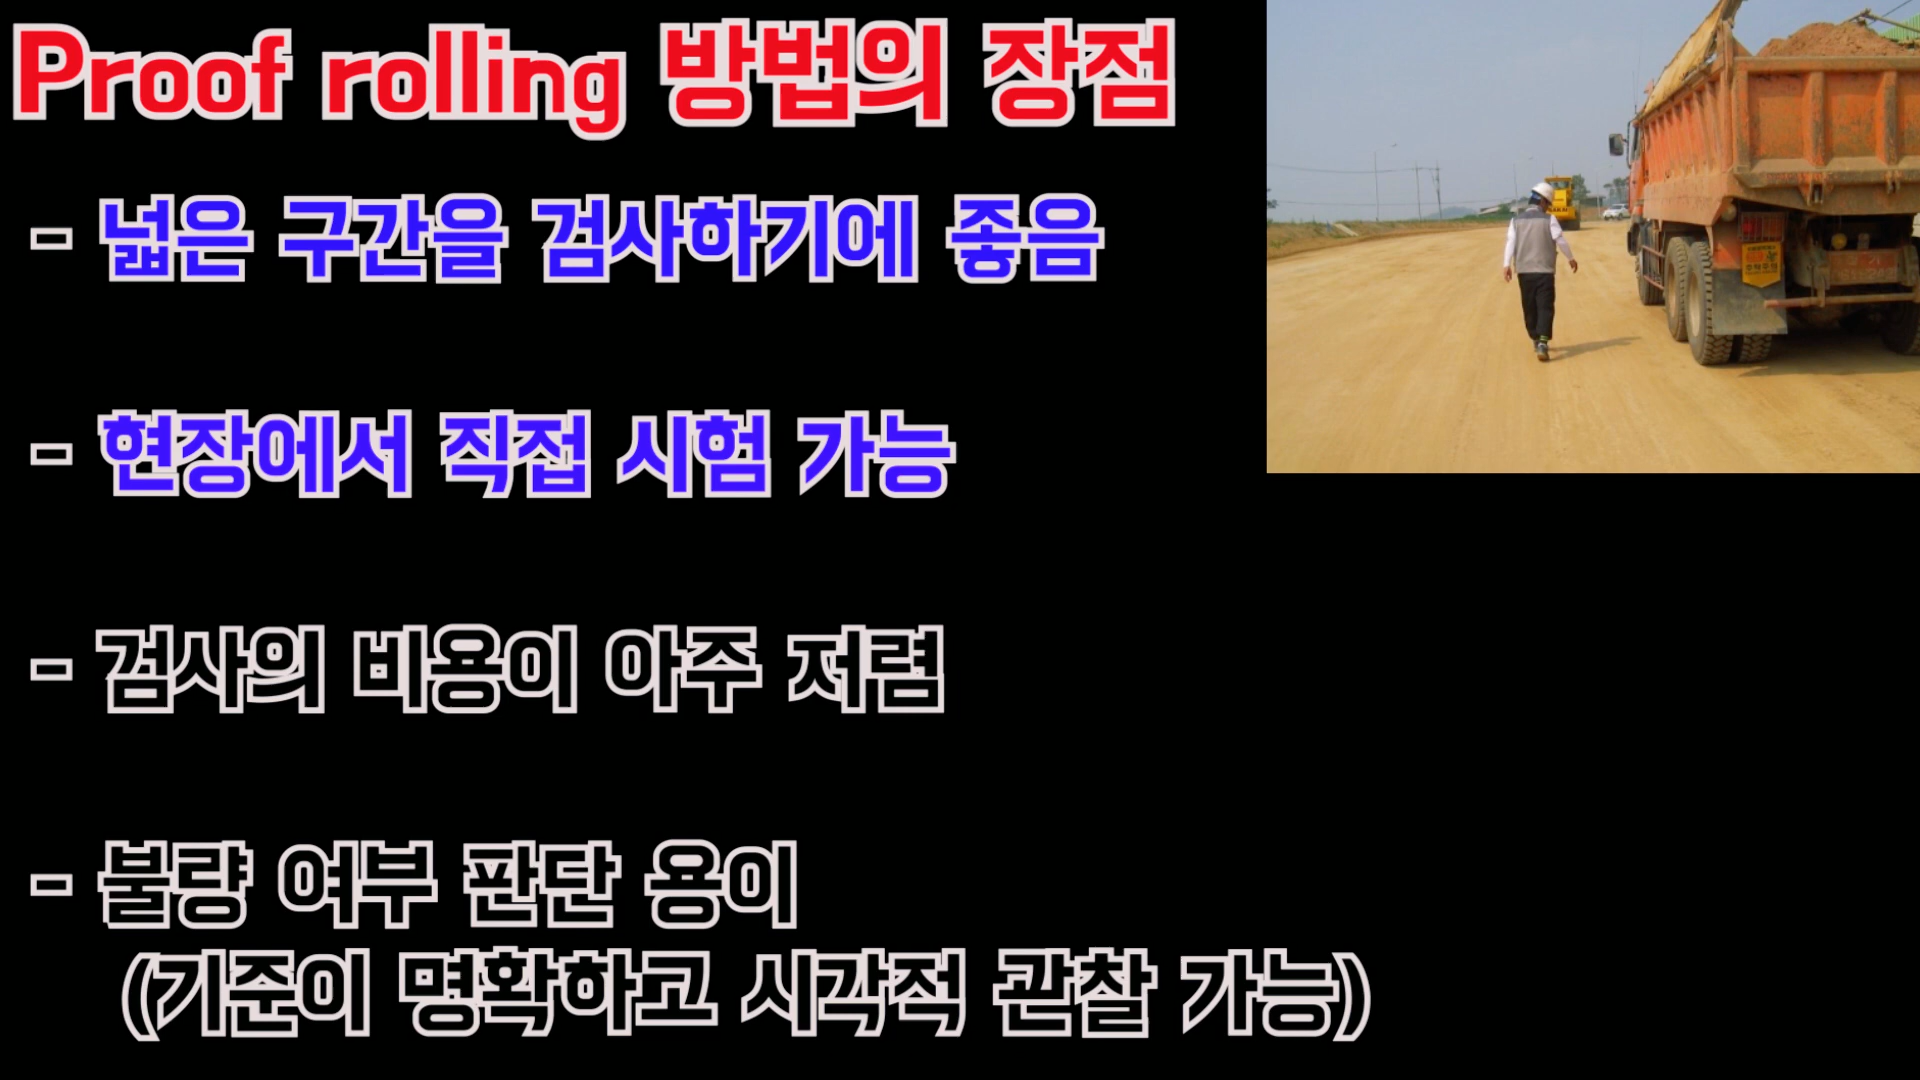 Proof rolling 방법의 장점
- 넓은 구간을 검사하기에 좋음
- 현장에서 직접 시험 가능
- 검사의 비용이 아주 저렴
- 불량 여부 판단 용이
(기준이 명확하고 시각적 관찰 가능)